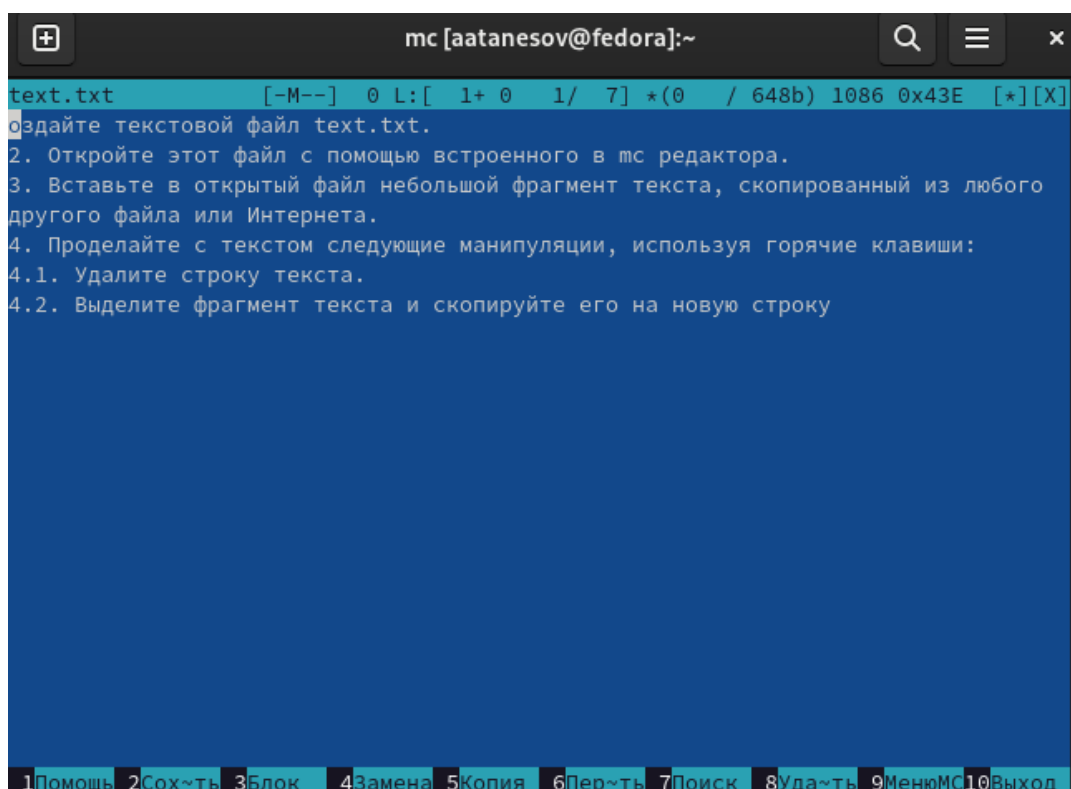 mc [aatanesov@fedora]:~
text.txt [-M--] 0 L:[ 1+ 0 1/ 7] *(0 / 648b) 1086 0x43E [*][X]
оздайте текстовой файл text.txt.
2. Откройте этот файл с помощью встроенного в mc редактора.
3. Вставьте в открытый файл небольшой фрагмент текста, скопированный из любого
другого файла или Интернета.
4. Проделайте с текстом следующие манипуляции, используя горячие клавиши:
4.1. Удалите строку текста.
4.2. Выделите фрагмент текста и скопируйте его на новую строку
1Помощь 2Сох~ть 3Блок 4Замена 5Копия 6Пер~ть 7Поиск 8Уда~ть 9МенюМС 10Выход